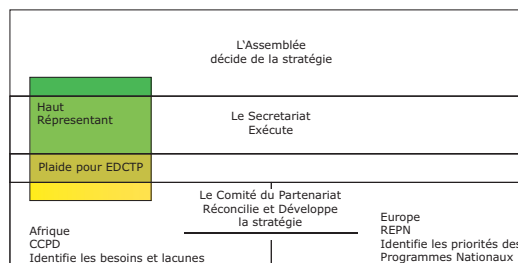 L'Assemblée
décide de la stratégie
Haut
Répresentant
Le Secretariat
Exécute
Plaide pour EDCTP
Le Comité du Partenariat
Réconcilie et Développe
la stratégie
Afrique
CCPD
Identifie les besoins et lacunes
Europe
REPN
Identifie les priorités des
Programmes Nationaux